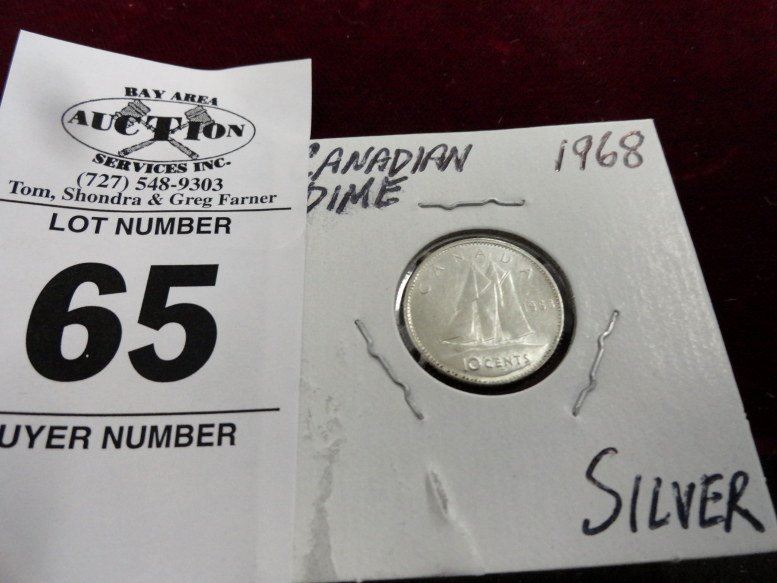 BAY AREA
AUCTION
SERVICES INC.
(727) 548-9303
Tom, Shondra & Greg Farner
LOT NUMBER
65
UYER NUMBER
CANADIAN 1968
DIME
CANADA
1968
10 CENTS
SILVER